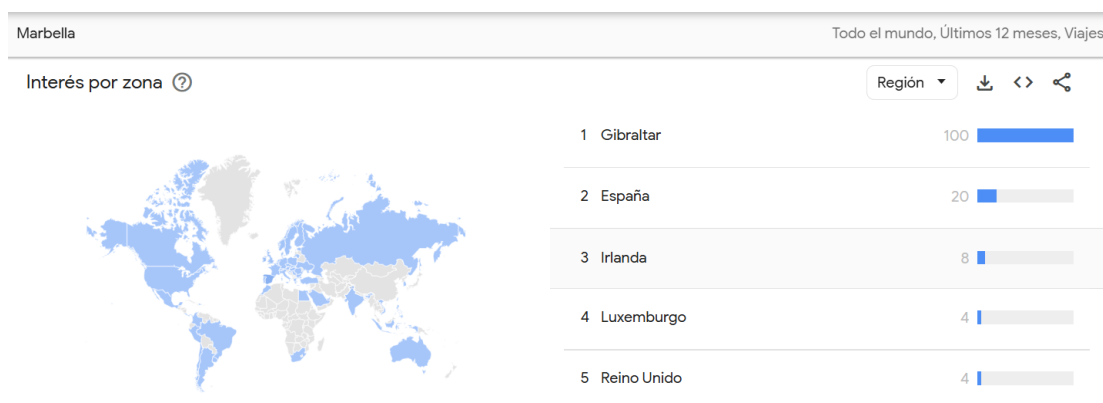 Marbella
Todo el mundo, Últimos 12 meses, Viajes
Interés por zona
Región
1 Gibraltar 100
2 España 20
3 Irlanda 8
4 Luxemburgo 4
5 Reino Unido 4